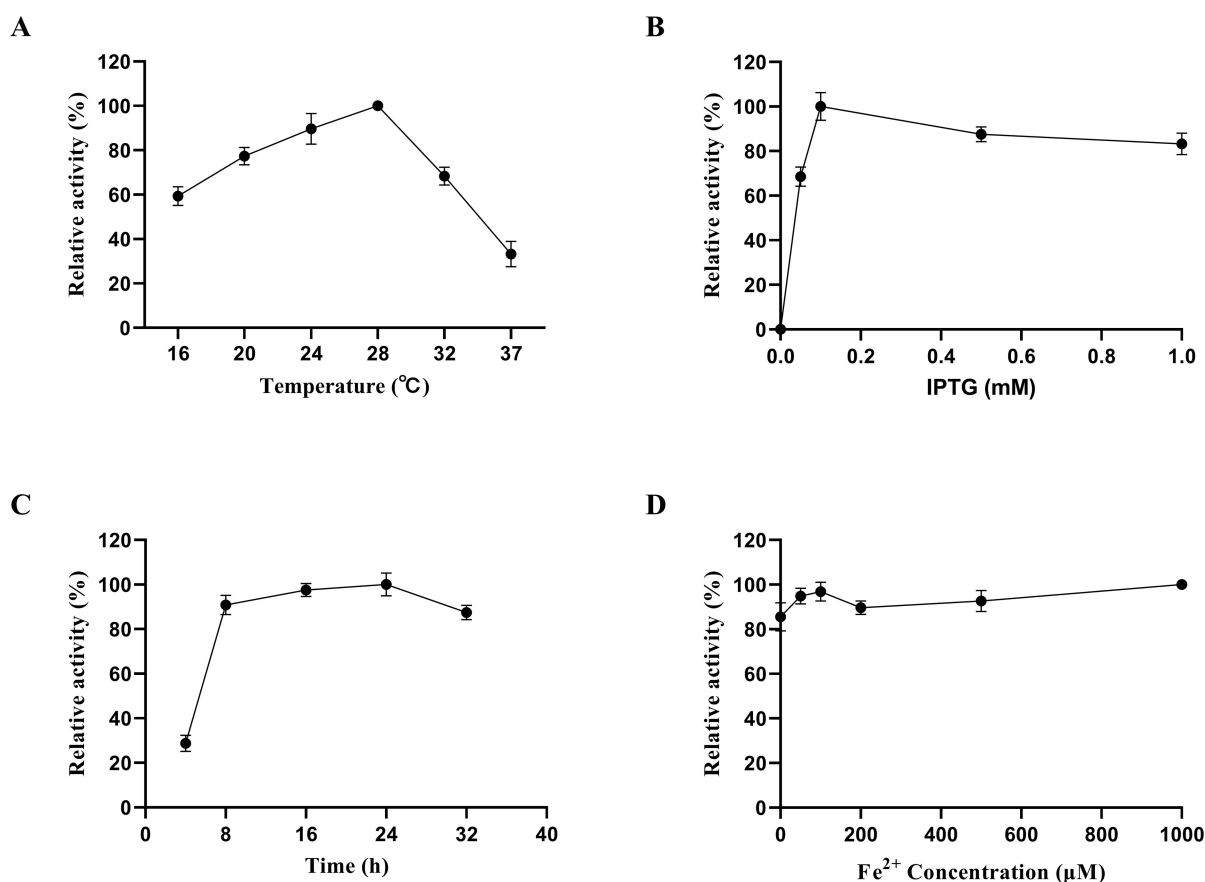 A
Relative activity (%)
120
100
80
60
40
20
0
16 20 24 28 32 37
Temperature (℃)
B
Relative activity (%)
120
100
80
60
40
20
0
0.0 0.2 0.4 0.6 0.8 1.0
IPTG (mM)
C
Relative activity (%)
120
100
80
60
40
20
0
0 8 16 24 32 40
Time (h)
D
Relative activity (%)
120
100
80
60
40
20
0
0 200 400 600 800 1000
Fe²⁺ Concentration (µM)